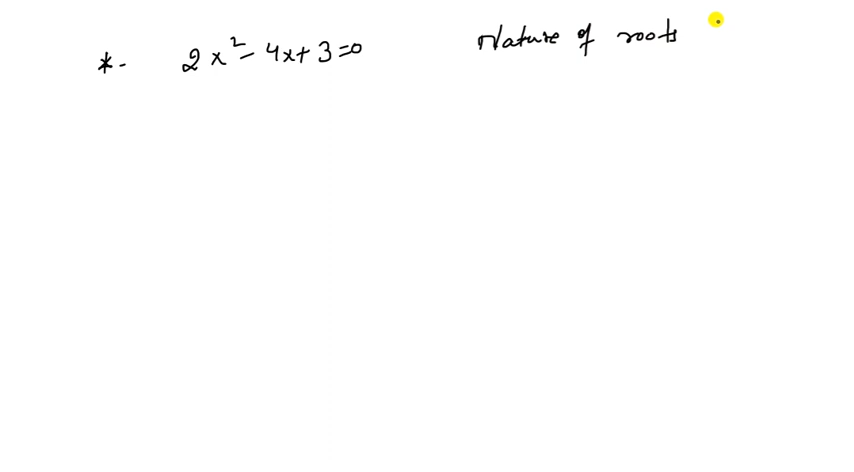 *. 2x² - 4x + 3 = 0
Nature of roots